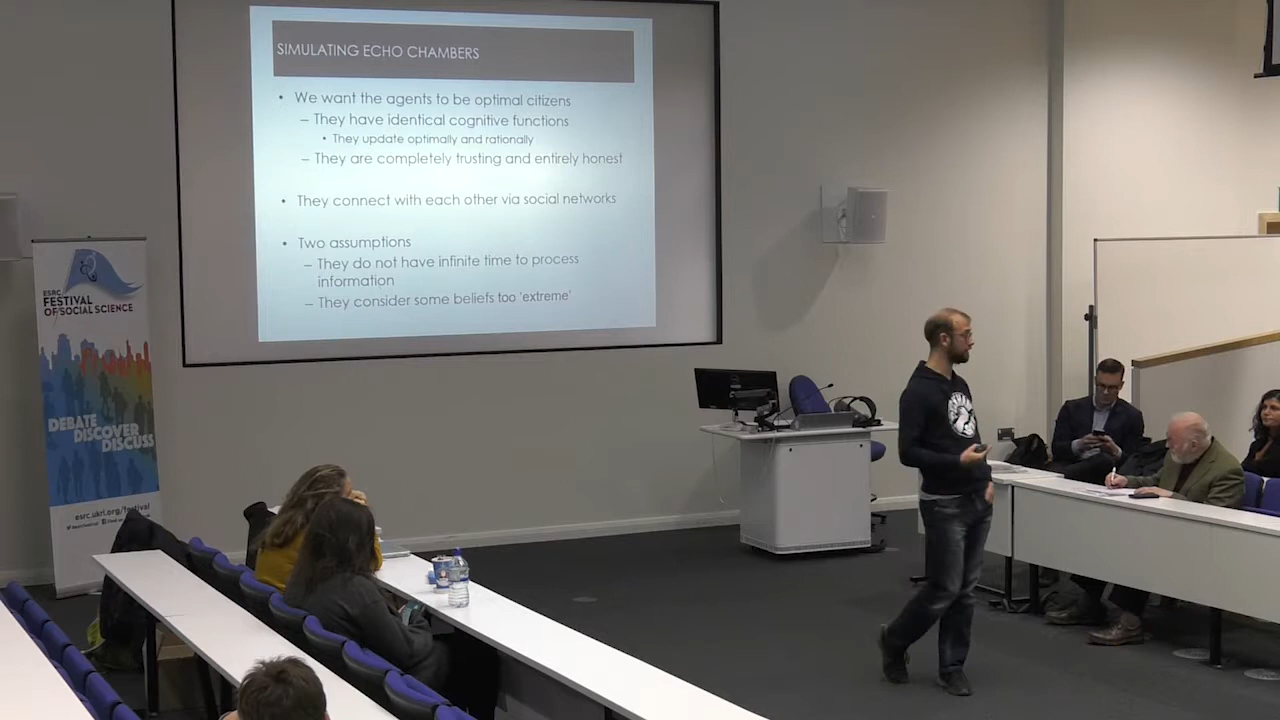 SIMULATING ECHO CHAMBERS
• We want the agents to be optimal citizens
– They have identical cognitive functions
• They update optimally and rationally
– They are completely trusting and entirely honest
• They connect with each other via social networks
• Two assumptions
– They do not have infinite time to process
information
– They consider some beliefs too 'extreme'
ESRC
FESTIVAL
OF SOCIAL SCIENCE
DEBATE
DISCOVER
DISCUSS
esrc.ukri.org/festival